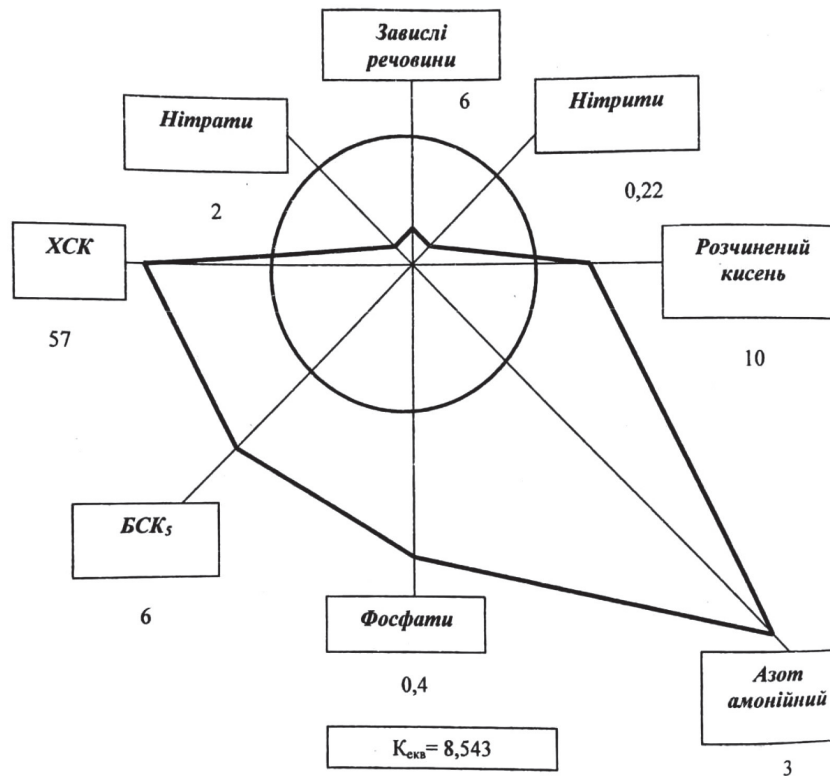 Завислі
речовини
6
Нітрати
2
Нітрити
0,22
ХСК
57
Розчинений
кисень
10
БСК₅
6
Фосфати
0,4
Азот
амонійний
3
Кекв= 8,543